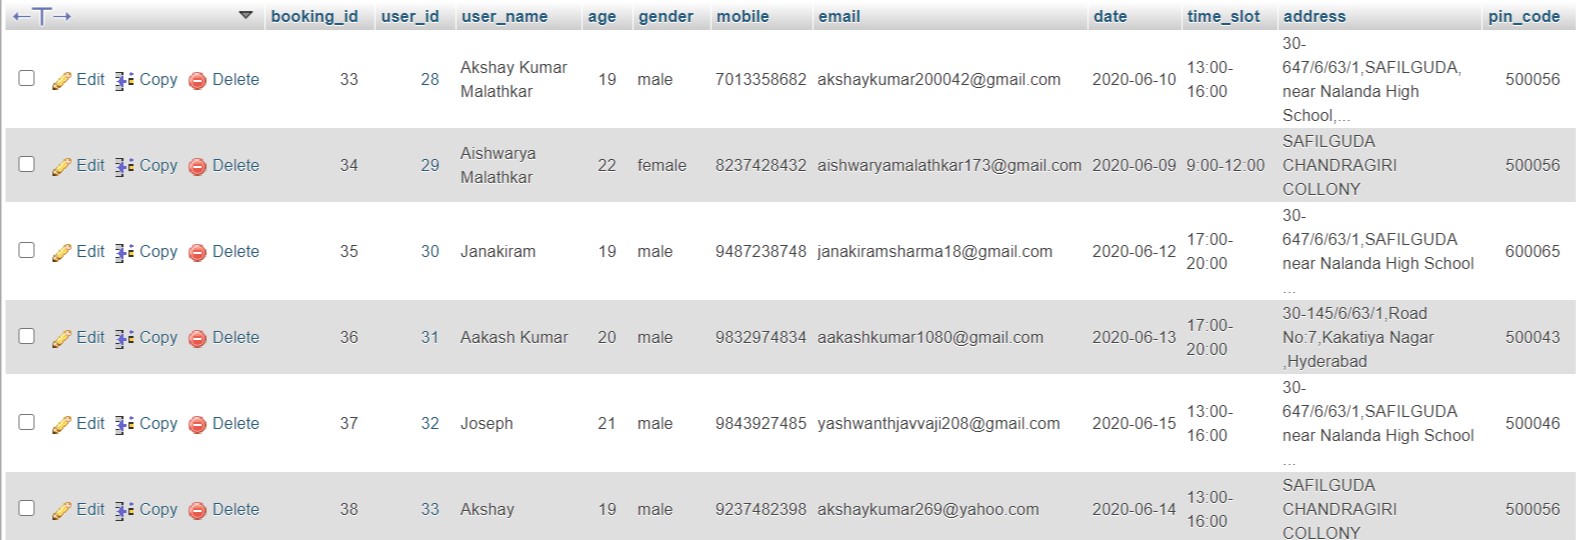 booking_id user_id user_name age gender mobile email date time_slot address pin_code
Edit Copy Delete 33 28 Akshay Kumar Malathkar 19 male 7013358682 akshaykumar200042@gmail.com 2020-06-10 13:00-16:00 30-647/6/63/1,SAFILGUDA, near Nalanda High School,... 500056
Edit Copy Delete 34 29 Aishwarya Malathkar 22 female 8237428432 aishwaryamalathkar173@gmail.com 2020-06-09 9:00-12:00 SAFILGUDA CHANDRAGIRI COLLONY 500056
Edit Copy Delete 35 30 Janakiram 19 male 9487238748 janakiramsharma18@gmail.com 2020-06-12 17:00-20:00 30-647/6/63/1,SAFILGUDA near Nalanda High School ... 600065
Edit Copy Delete 36 31 Aakash Kumar 20 male 9832974834 aakashkumar1080@gmail.com 2020-06-13 17:00-20:00 30-145/6/63/1,Road No:7,Kakatiya Nagar ,Hyderabad 500043
Edit Copy Delete 37 32 Joseph 21 male 9843927485 yashwanthjavvaji208@gmail.com 2020-06-15 13:00-16:00 30-647/6/63/1,SAFILGUDA near Nalanda High School ... 500046
Edit Copy Delete 38 33 Akshay 19 male 9237482398 akshaykumar269@yahoo.com 2020-06-14 13:00-16:00 SAFILGUDA CHANDRAGIRI COLLONY 500056